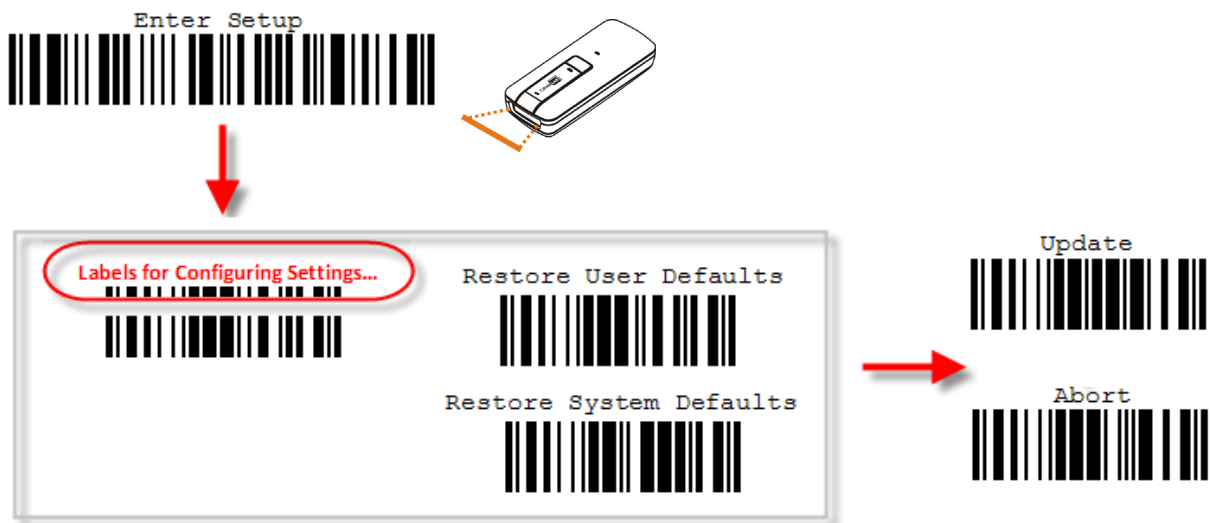 Enter Setup
Labels for Configuring Settings...
Restore User Defaults
Restore System Defaults
Update
Abort